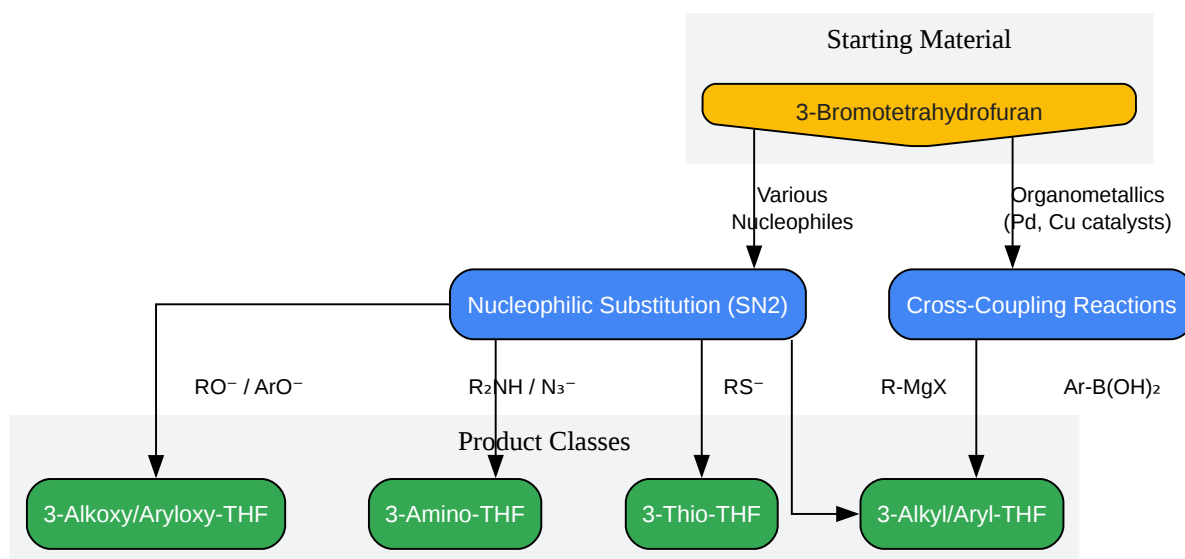 Starting Material
3-Bromotetrahydrofuran
Various
Nucleophiles
Organometallics
(Pd, Cu catalysts)
Nucleophilic Substitution (SN2)
Cross-Coupling Reactions
RO⁻ / ArO⁻
R₂NH / N₃⁻
RS⁻
R-MgX
Ar-B(OH)₂
Product Classes
3-Alkoxy/Aryloxy-THF
3-Amino-THF
3-Thio-THF
3-Alkyl/Aryl-THF